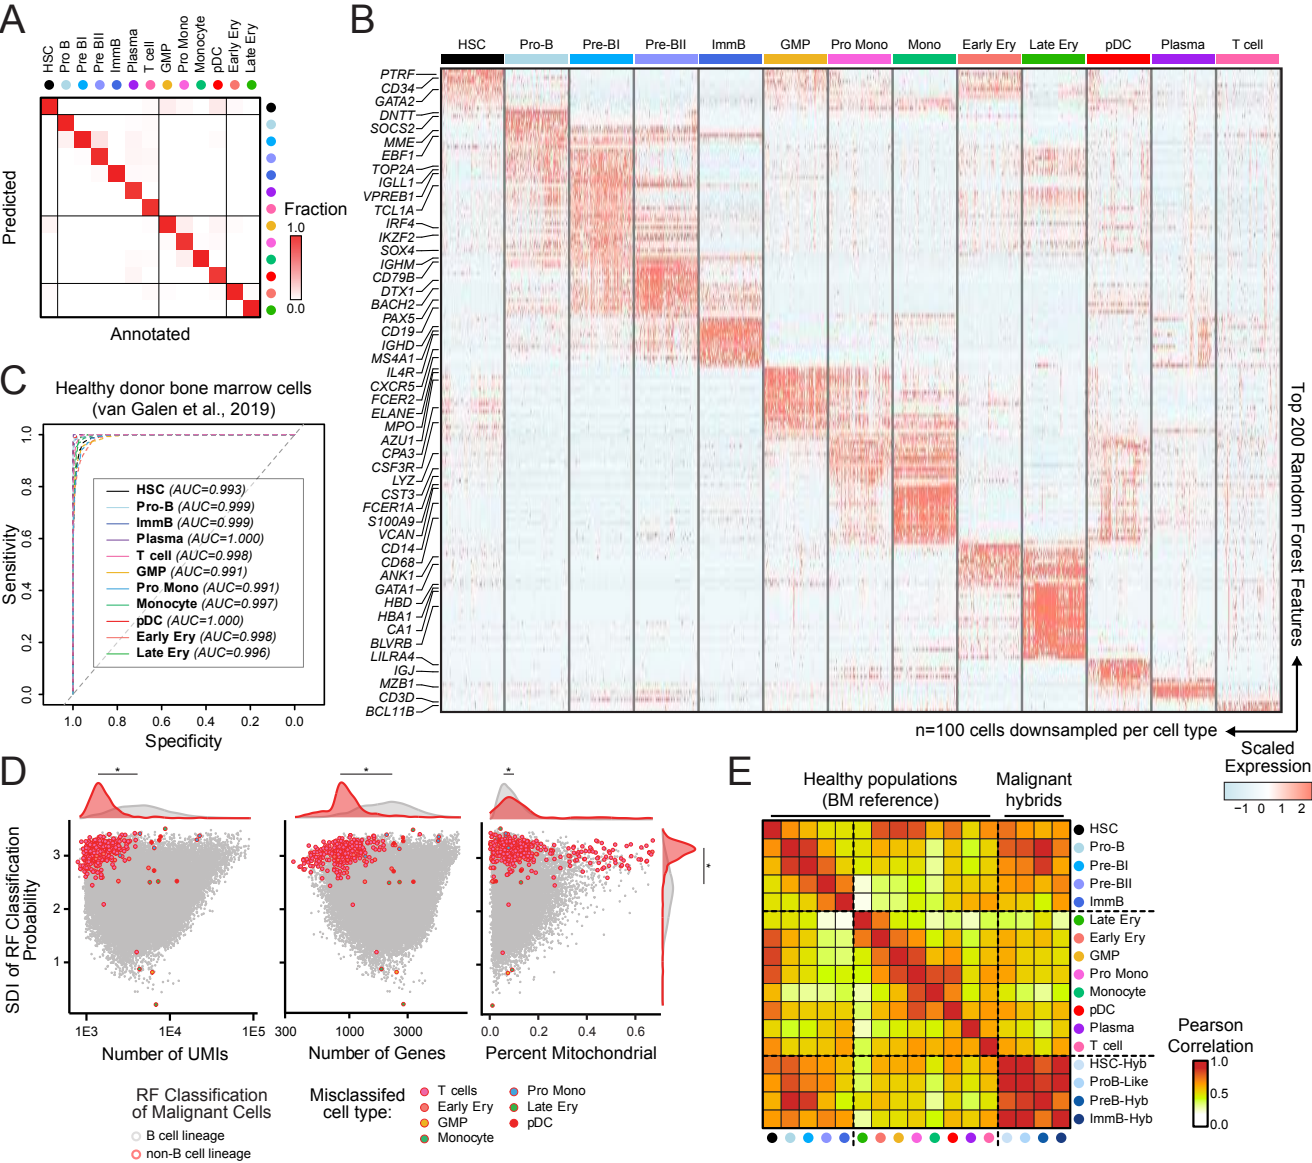 A
HSC
Pro B
Pre BI
Pre BII
ImmB
Plasma
T cell
GMP
Pro Mono
Monocyte
pDC
Early Ery
Late Ery
Predicted
Annotated
Fraction
1.0
0.0
B
HSC Pro-B Pre-BI Pre-BII ImmB GMP Pro Mono Mono Early Ery Late Ery pDC Plasma T cell
PTRF
CD34
GATA2
DNTT
SOCS2
MME
EBF1
TOP2A
IGLL1
VPREB1
TCL1A
IRF4
IKZF2
SOX4
IGHM
CD79B
DTX1
BACH2
PAX5
CD19
IGHD
MS4A1
IL4R
CXCR5
FCER2
ELANE
MPO
AZU1
CPA3
CSF3R
LYZ
CST3
FCER1A
S100A9
VCAN
CD14
CD68
ANK1
GATA1
HBD
HBA1
CA1
BLVRB
LILRA4
IGJ
MZB1
CD3D
BCL11B
Top 200 Random Forest Features
n=100 cells downsampled per cell type
Scaled
Expression
−1 0 1 2
C
Healthy donor bone marrow cells
(van Galen et al., 2019)
Sensitivity
1.0
0.8
0.6
0.4
0.2
0.0
HSC (AUC=0.993)
Pro-B (AUC=0.999)
ImmB (AUC=0.999)
Plasma (AUC=1.000)
T cell (AUC=0.998)
GMP (AUC=0.991)
Pro Mono (AUC=0.991)
Monocyte (AUC=0.997)
pDC (AUC=1.000)
Early Ery (AUC=0.998)
Late Ery (AUC=0.996)
1.0 0.8 0.6 0.4 0.2 0.0
Specificity
D
* * *
*
SDI of RF Classification
Probability
3
2
1
1E3 1E4 1E5
Number of UMIs
300 1000 3000
Number of Genes
0.0 0.2 0.4 0.6
Percent Mitochondrial
RF Classification
of Malignant Cells
B cell lineage
non-B cell lineage
Misclassifed
cell type:
T cells
Early Ery
GMP
Monocyte
Pro Mono
Late Ery
pDC
E
Healthy populations
(BM reference)
Malignant
hybrids
HSC
Pro-B
Pre-BI
Pre-BII
ImmB
Late Ery
Early Ery
GMP
Pro Mono
Monocyte
pDC
Plasma
T cell
HSC-Hyb
ProB-Like
PreB-Hyb
ImmB-Hyb
Pearson
Correlation
1.0
0.5
0.0